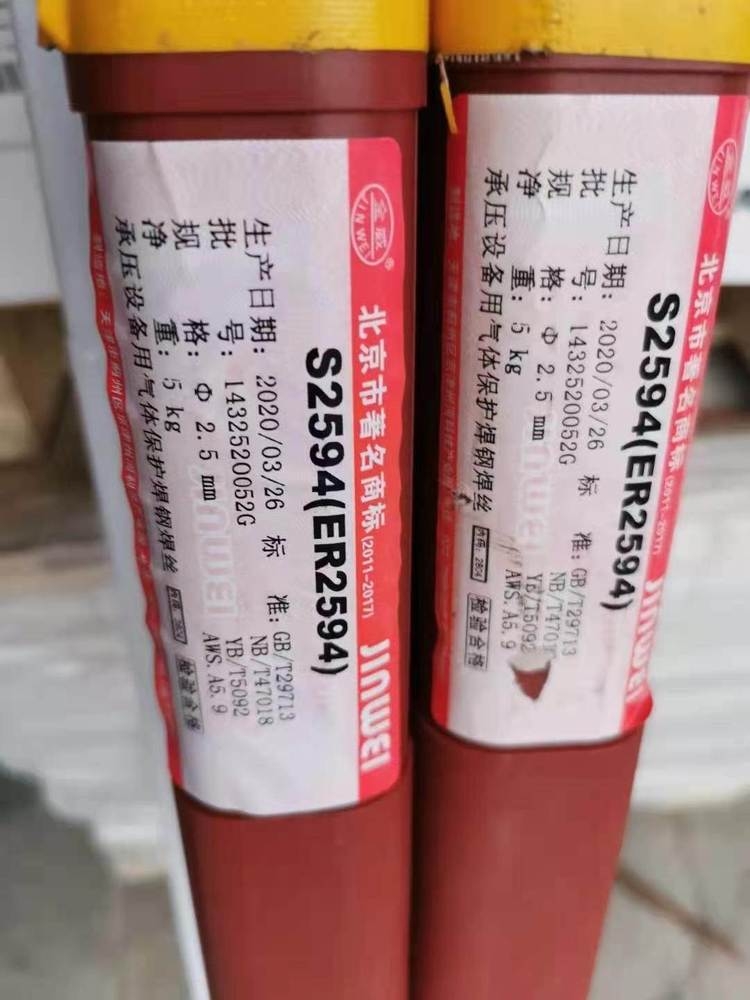 金威®
JINWEI
北京市著名商标(2011-2017) JINWEI
S2594(ER2594)
生产日期: 2020/03/26 标 准: GB/T29713
批 号: 1432520052G NB/T47018
规 格: Φ 2.5 mm YB/T5092
净 重: 5 kg AWS.A5.9
承压设备用气体保护焊钢焊丝 检验合格
JINWEI
北京市著名商标(2011-2017) JINWEI
S2594(ER2594)
生产日期: 2020/03/26 标 准: GB/T29713
批 号: 1432520052G NB/T4701
规 格: Φ 2.5 mm YB/T5092
净 重: 5 kg AWS.A5.9
承压设备用气体保护焊钢焊丝 检验合格